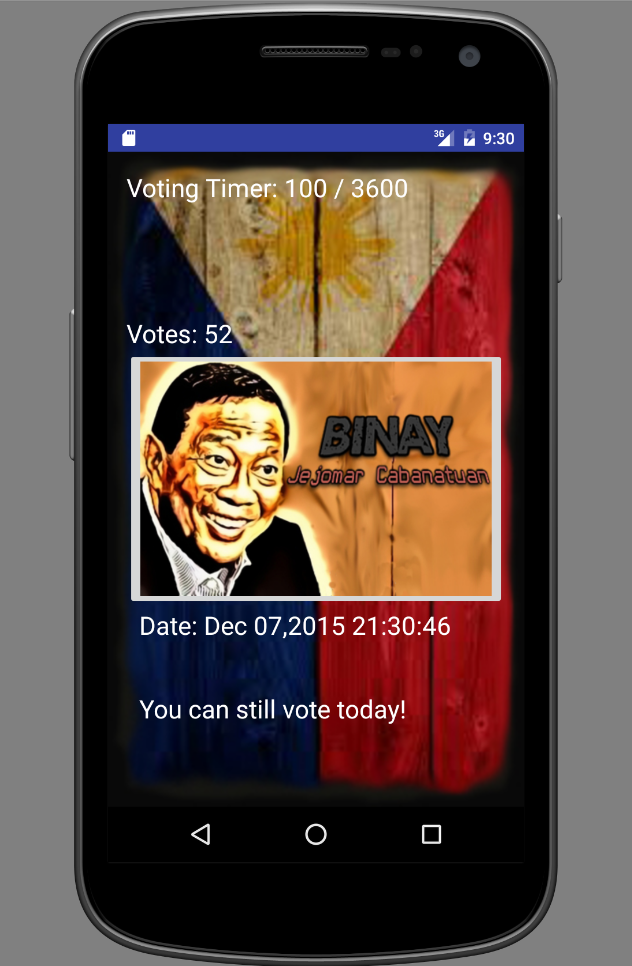 3G 9:30
Voting Timer: 100 / 3600
Votes: 52
BINAY
Jejomar Cabanatuan
Date: Dec 07,2015 21:30:46
You can still vote today!